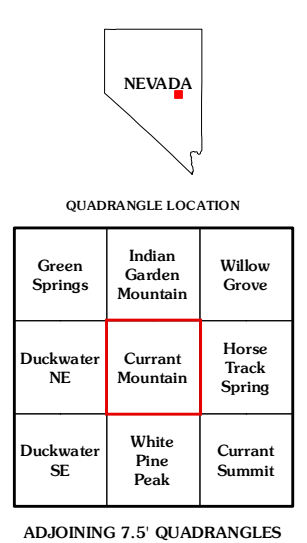 NEVADA
QUADRANGLE LOCATION
Green
Springs
Indian
Garden
Mountain
Willow
Grove
Duckwater
NE
Currant
Mountain
Horse
Track
Spring
Duckwater
SE
White
Pine
Peak
Currant
Summit
ADJOINING 7.5' QUADRANGLES